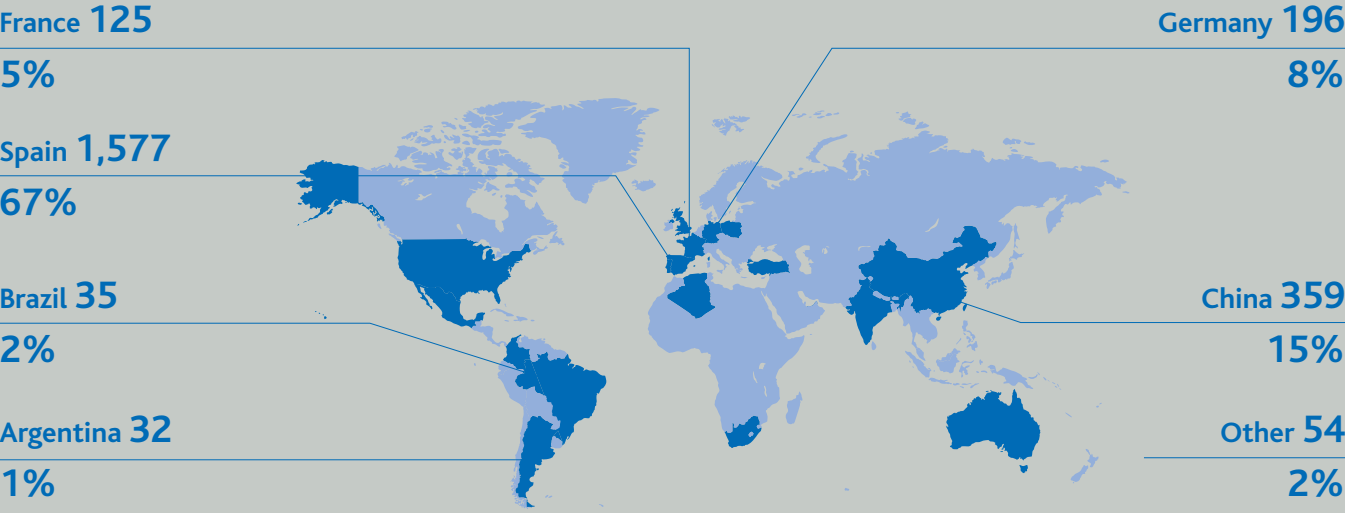 France 125
5%
Spain 1,577
67%
Brazil 35
2%
Argentina 32
1%
Germany 196
8%
China 359
15%
Other 54
2%